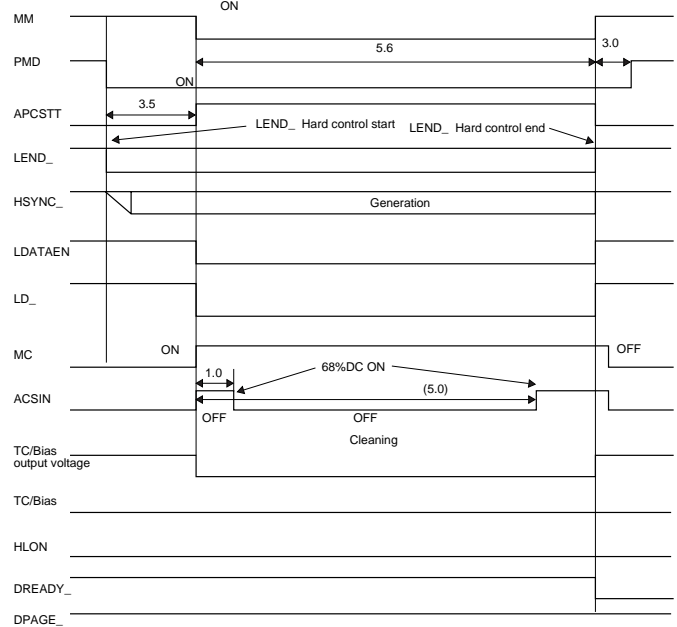 ON
MM
5.6
3.0
PMD
ON
3.5
APCSTT
LEND_ Hard control start
LEND_ Hard control end
LEND_
HSYNC_
Generation
LDATAEN
LD_
ON
OFF
MC
68%DC ON
1.0
(5.0)
ACSIN
OFF
OFF
Cleaning
TC/Bias
output voltage
TC/Bias
HLON
DREADY_
DPAGE_